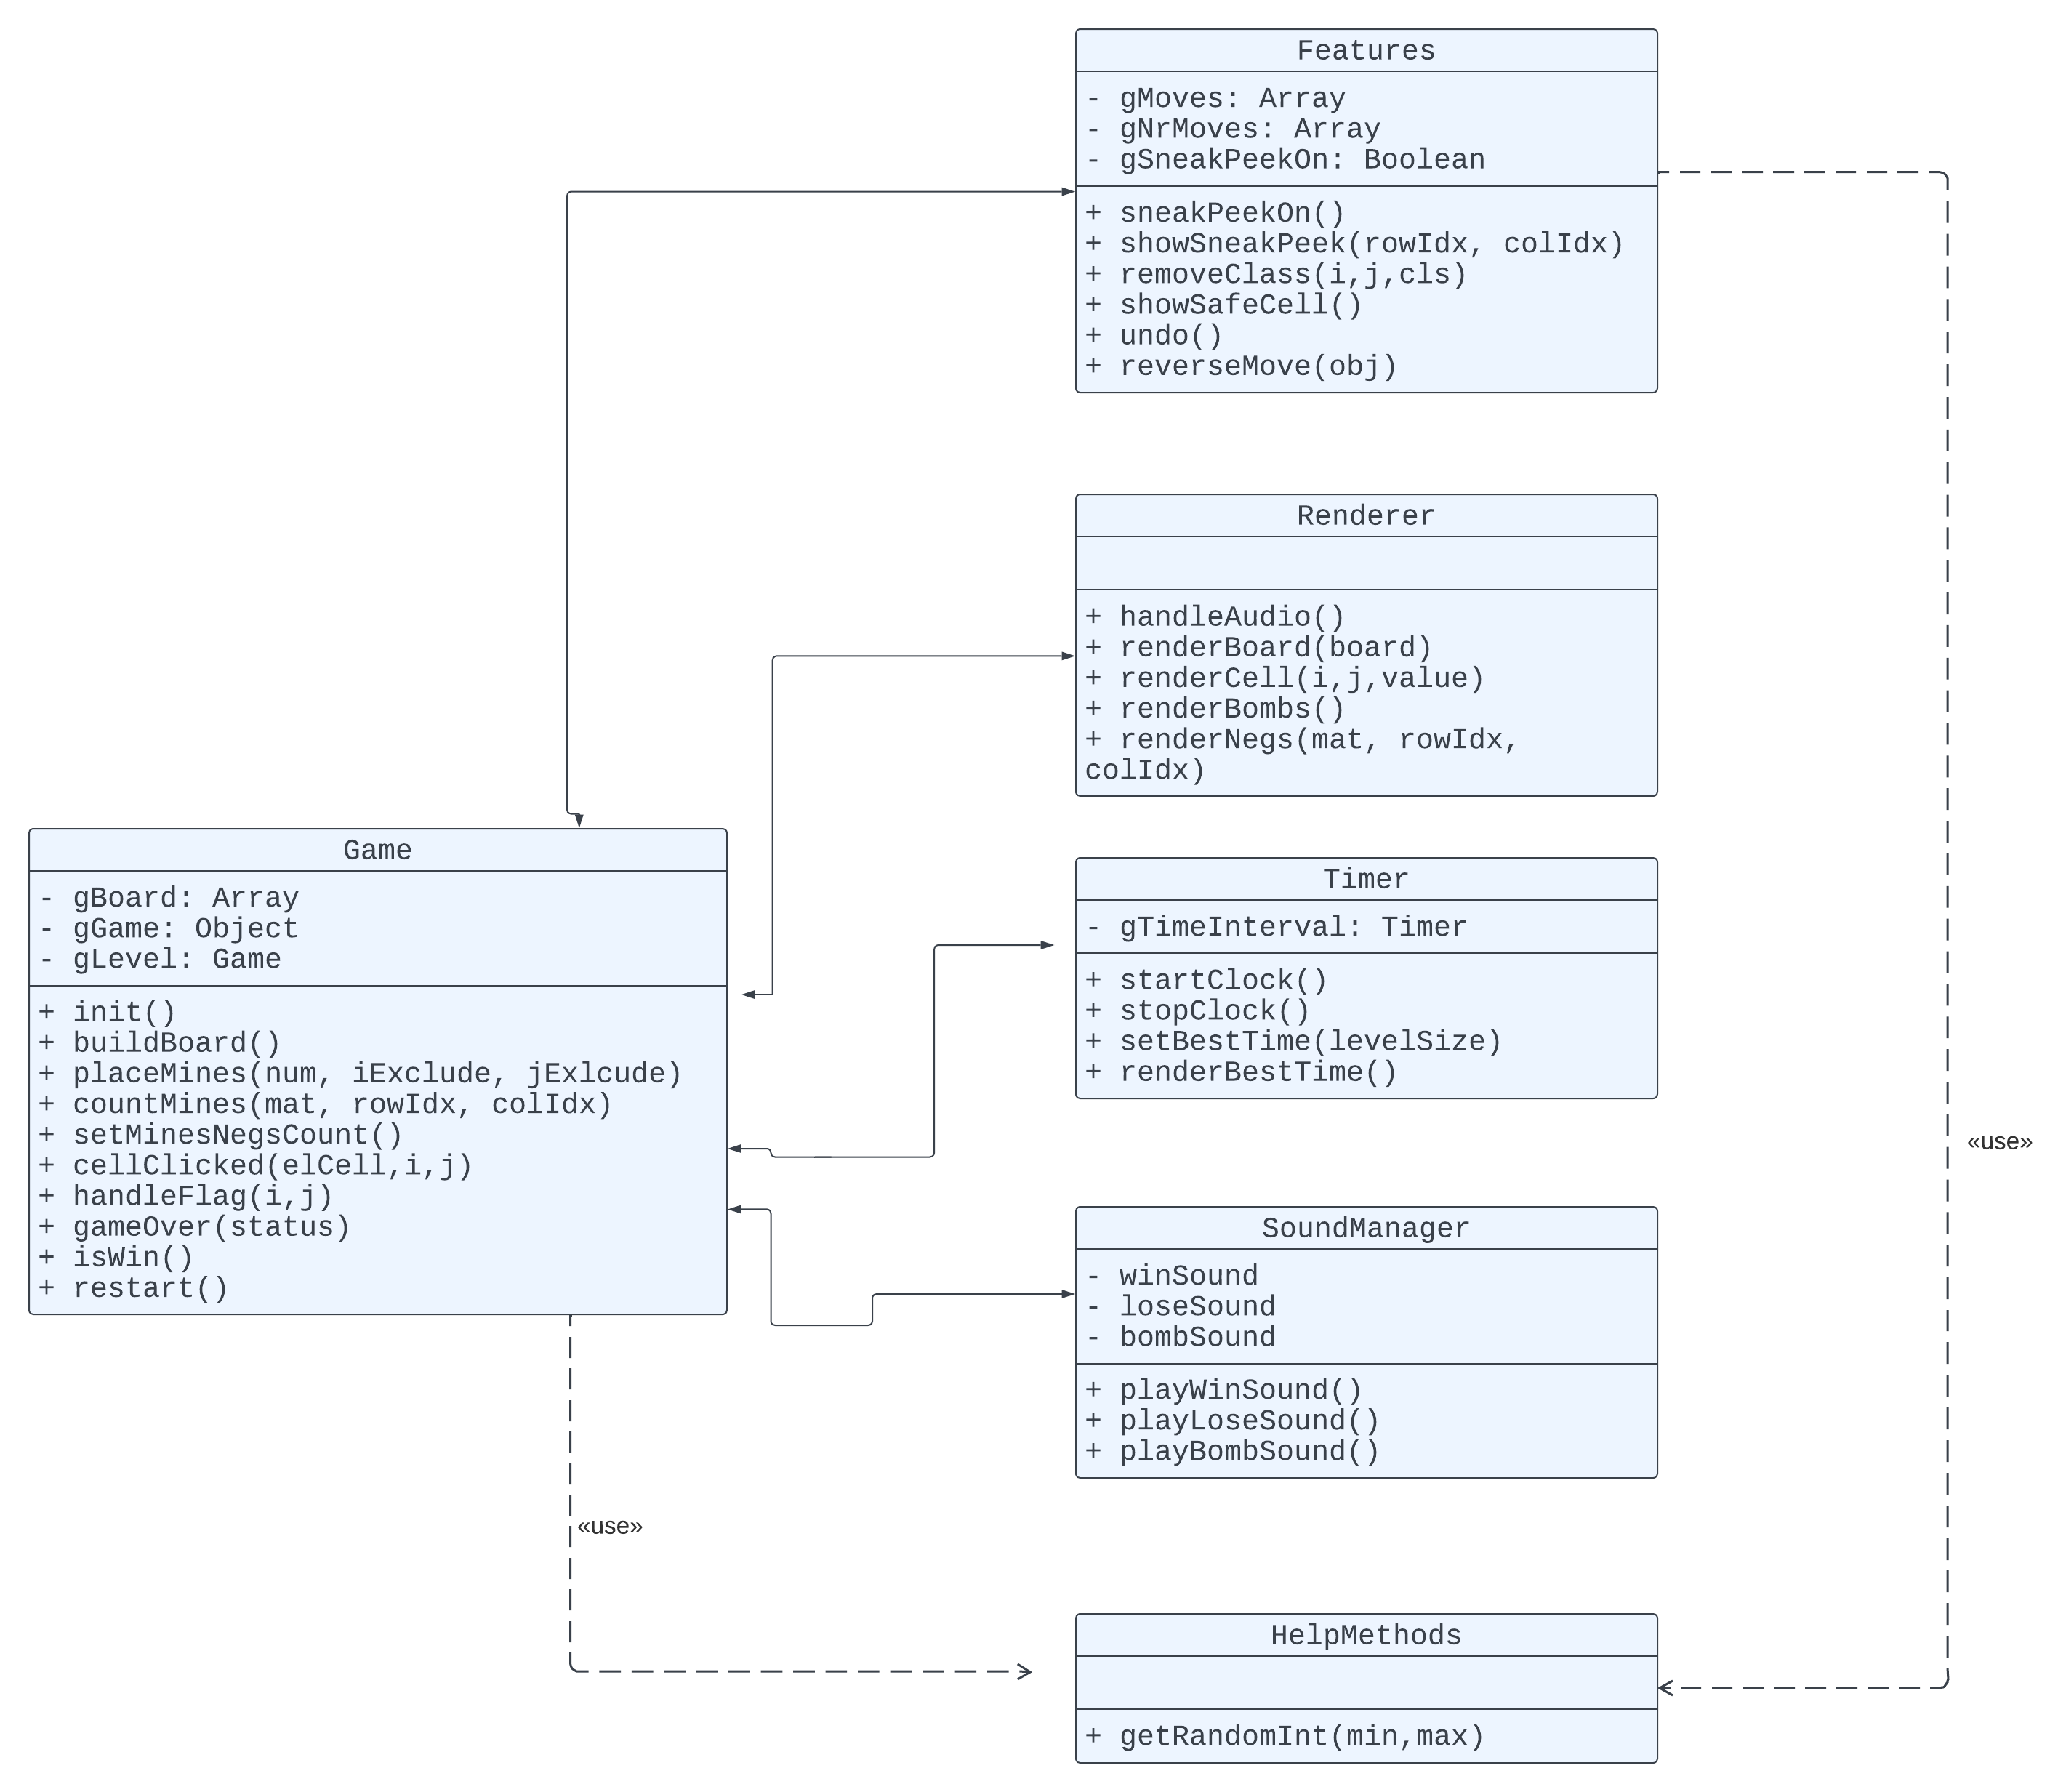 Features
- gMoves: Array
- gNrMoves: Array
- gSneakPeekOn: Boolean
+ sneakPeekOn()
+ showSneakPeek(rowIdx, colIdx)
+ removeClass(i,j,cls)
+ showSafeCell()
+ undo()
+ reverseMove(obj)
Renderer
+ handleAudio()
+ renderBoard(board)
+ renderCell(i,j,value)
+ renderBombs()
+ renderNegs(mat, rowIdx,
colIdx)
Game
- gBoard: Array
- gGame: Object
- gLevel: Game
+ init()
+ buildBoard()
+ placeMines(num, iExclude, jExlcude)
+ countMines(mat, rowIdx, colIdx)
+ setMinesNegsCount()
+ cellClicked(elCell,i,j)
+ handleFlag(i,j)
+ gameOver(status)
+ isWin()
+ restart()
Timer
- gTimeInterval: Timer
+ startClock()
+ stopClock()
+ setBestTime(levelSize)
+ renderBestTime()
«use»
SoundManager
- winSound
- loseSound
- bombSound
+ playWinSound()
+ playLoseSound()
+ playBombSound()
«use»
HelpMethods
+ getRandomInt(min,max)